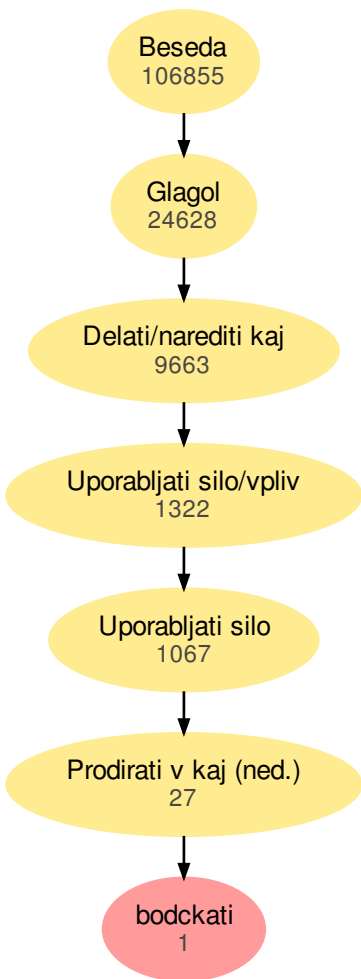 Beseda
106855
Glagol
24628
Delati/narediti kaj
9663
Uporabljati silo/vpliv
1322
Uporabljati silo
1067
Prodirati v kaj (ned.)
27
bodckati
1